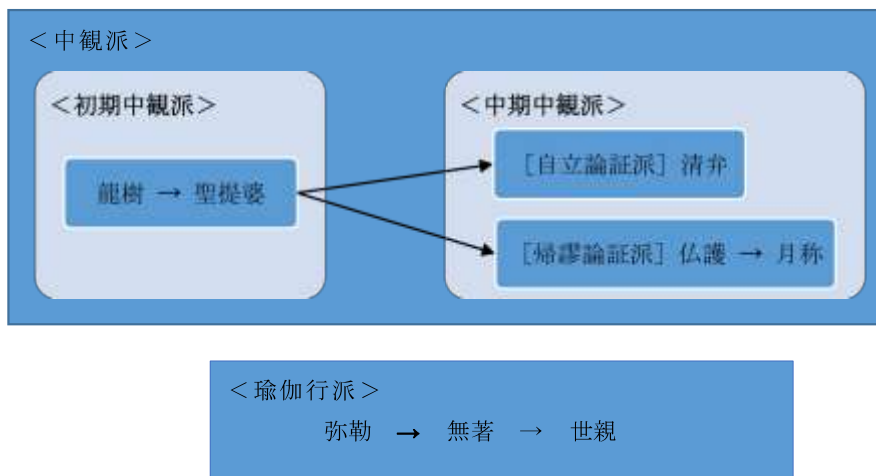 ＜中観派＞
＜初期中観派＞
龍樹 → 聖提婆
＜中期中観派＞
［自立論証派］清弁
［帰謬論証派］仏護 → 月称
＜瑜伽行派＞
弥勒 → 無著 → 世親